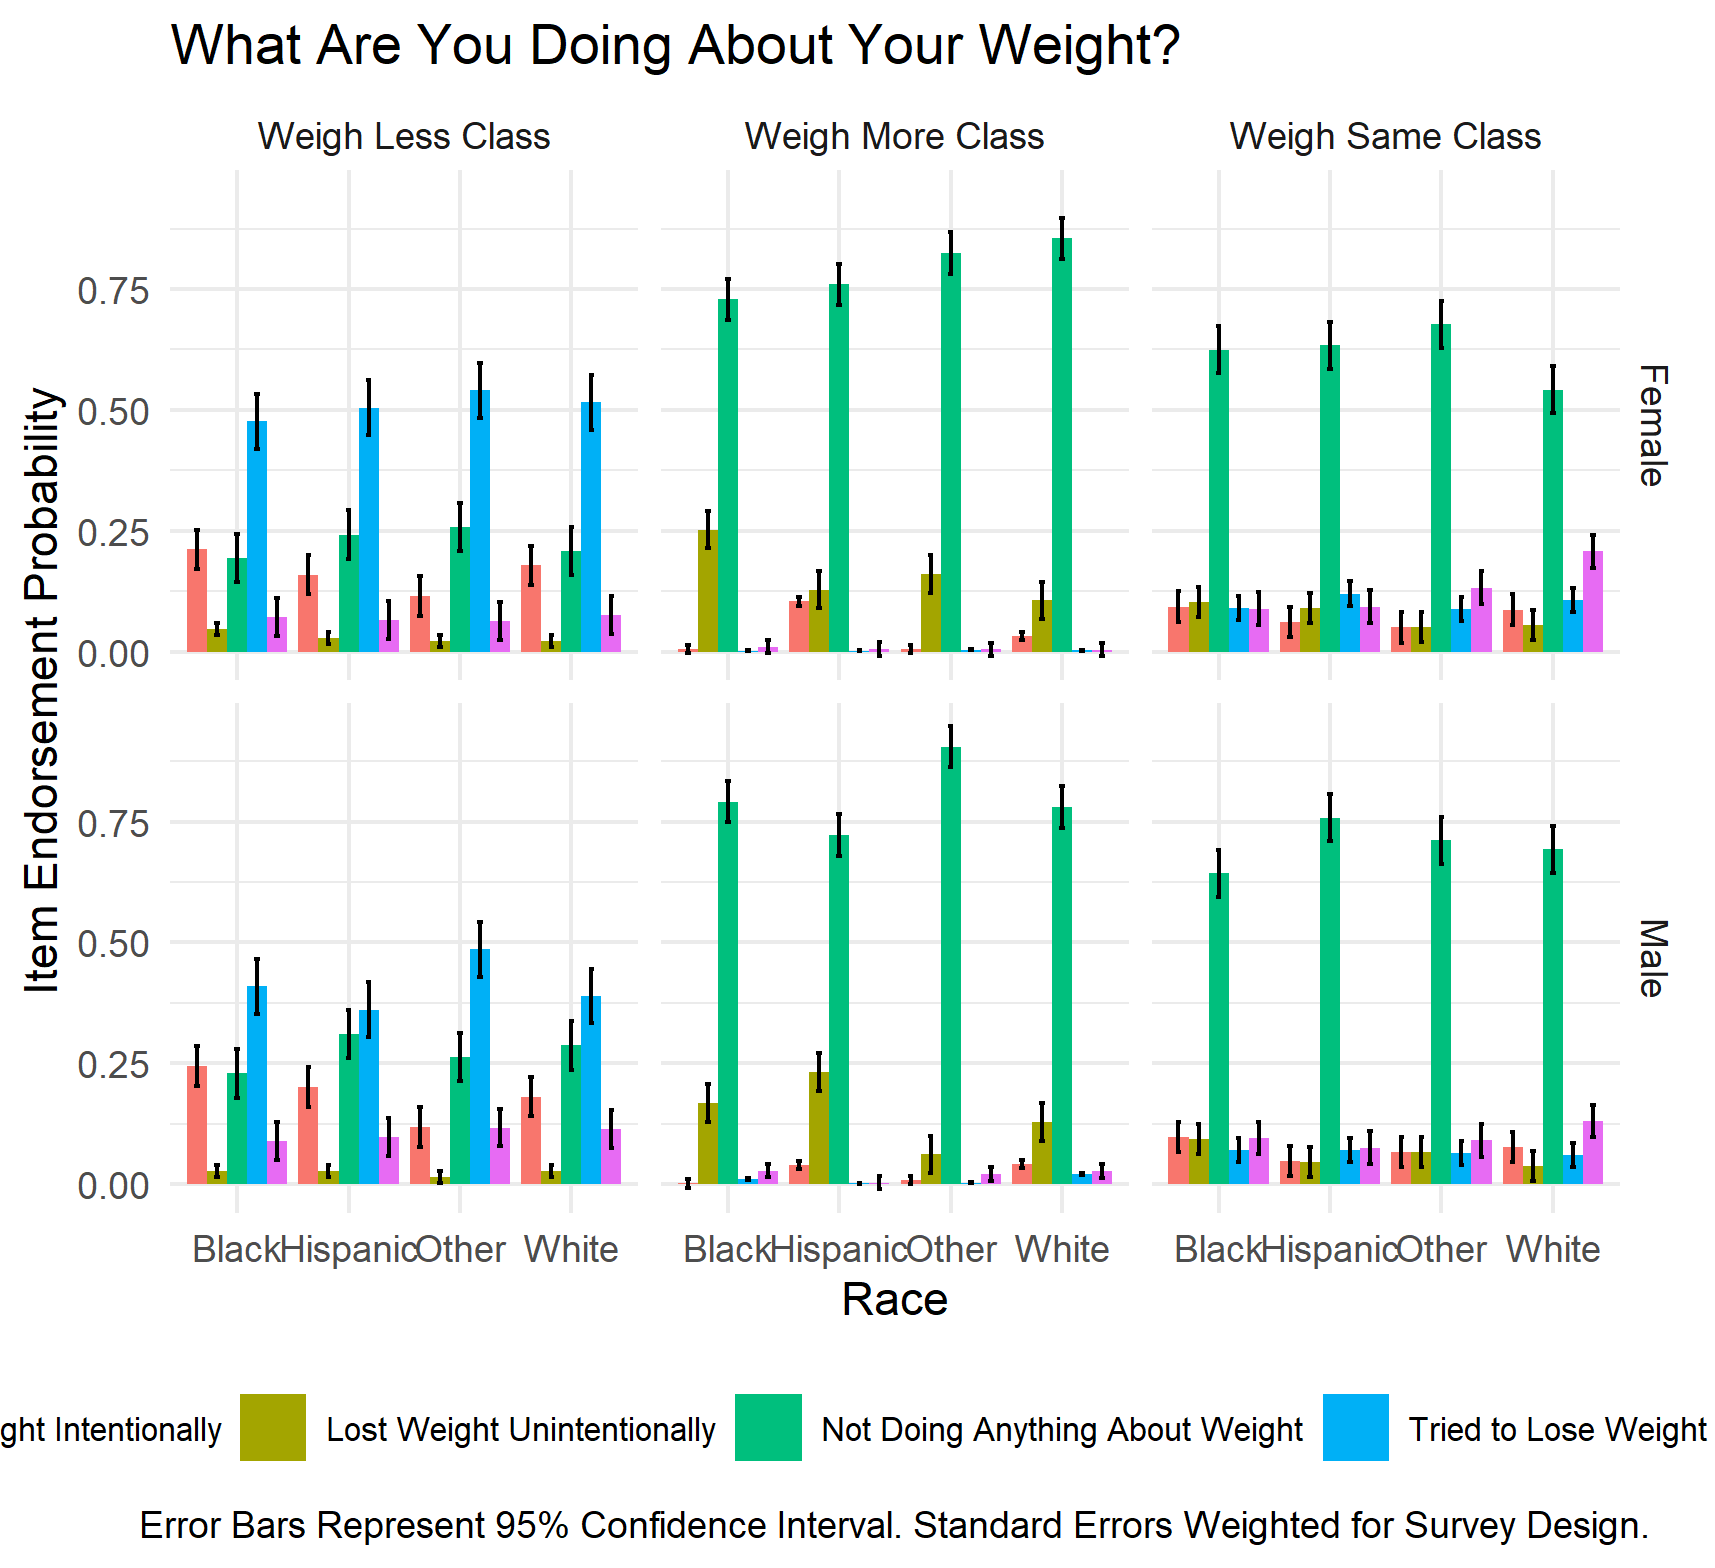 What Are You Doing About Your Weight?
Weigh Less Class
Weigh More Class
Weigh Same Class
Item Endorsement Probability
0.75
0.50
0.25
0.00
Female
0.75
0.50
0.25
0.00
Male
Black Hispanic Other White
Black Hispanic Other White
Black Hispanic Other White
Race
ght Intentionally
Lost Weight Unintentionally
Not Doing Anything About Weight
Tried to Lose Weight
Error Bars Represent 95% Confidence Interval. Standard Errors Weighted for Survey Design.